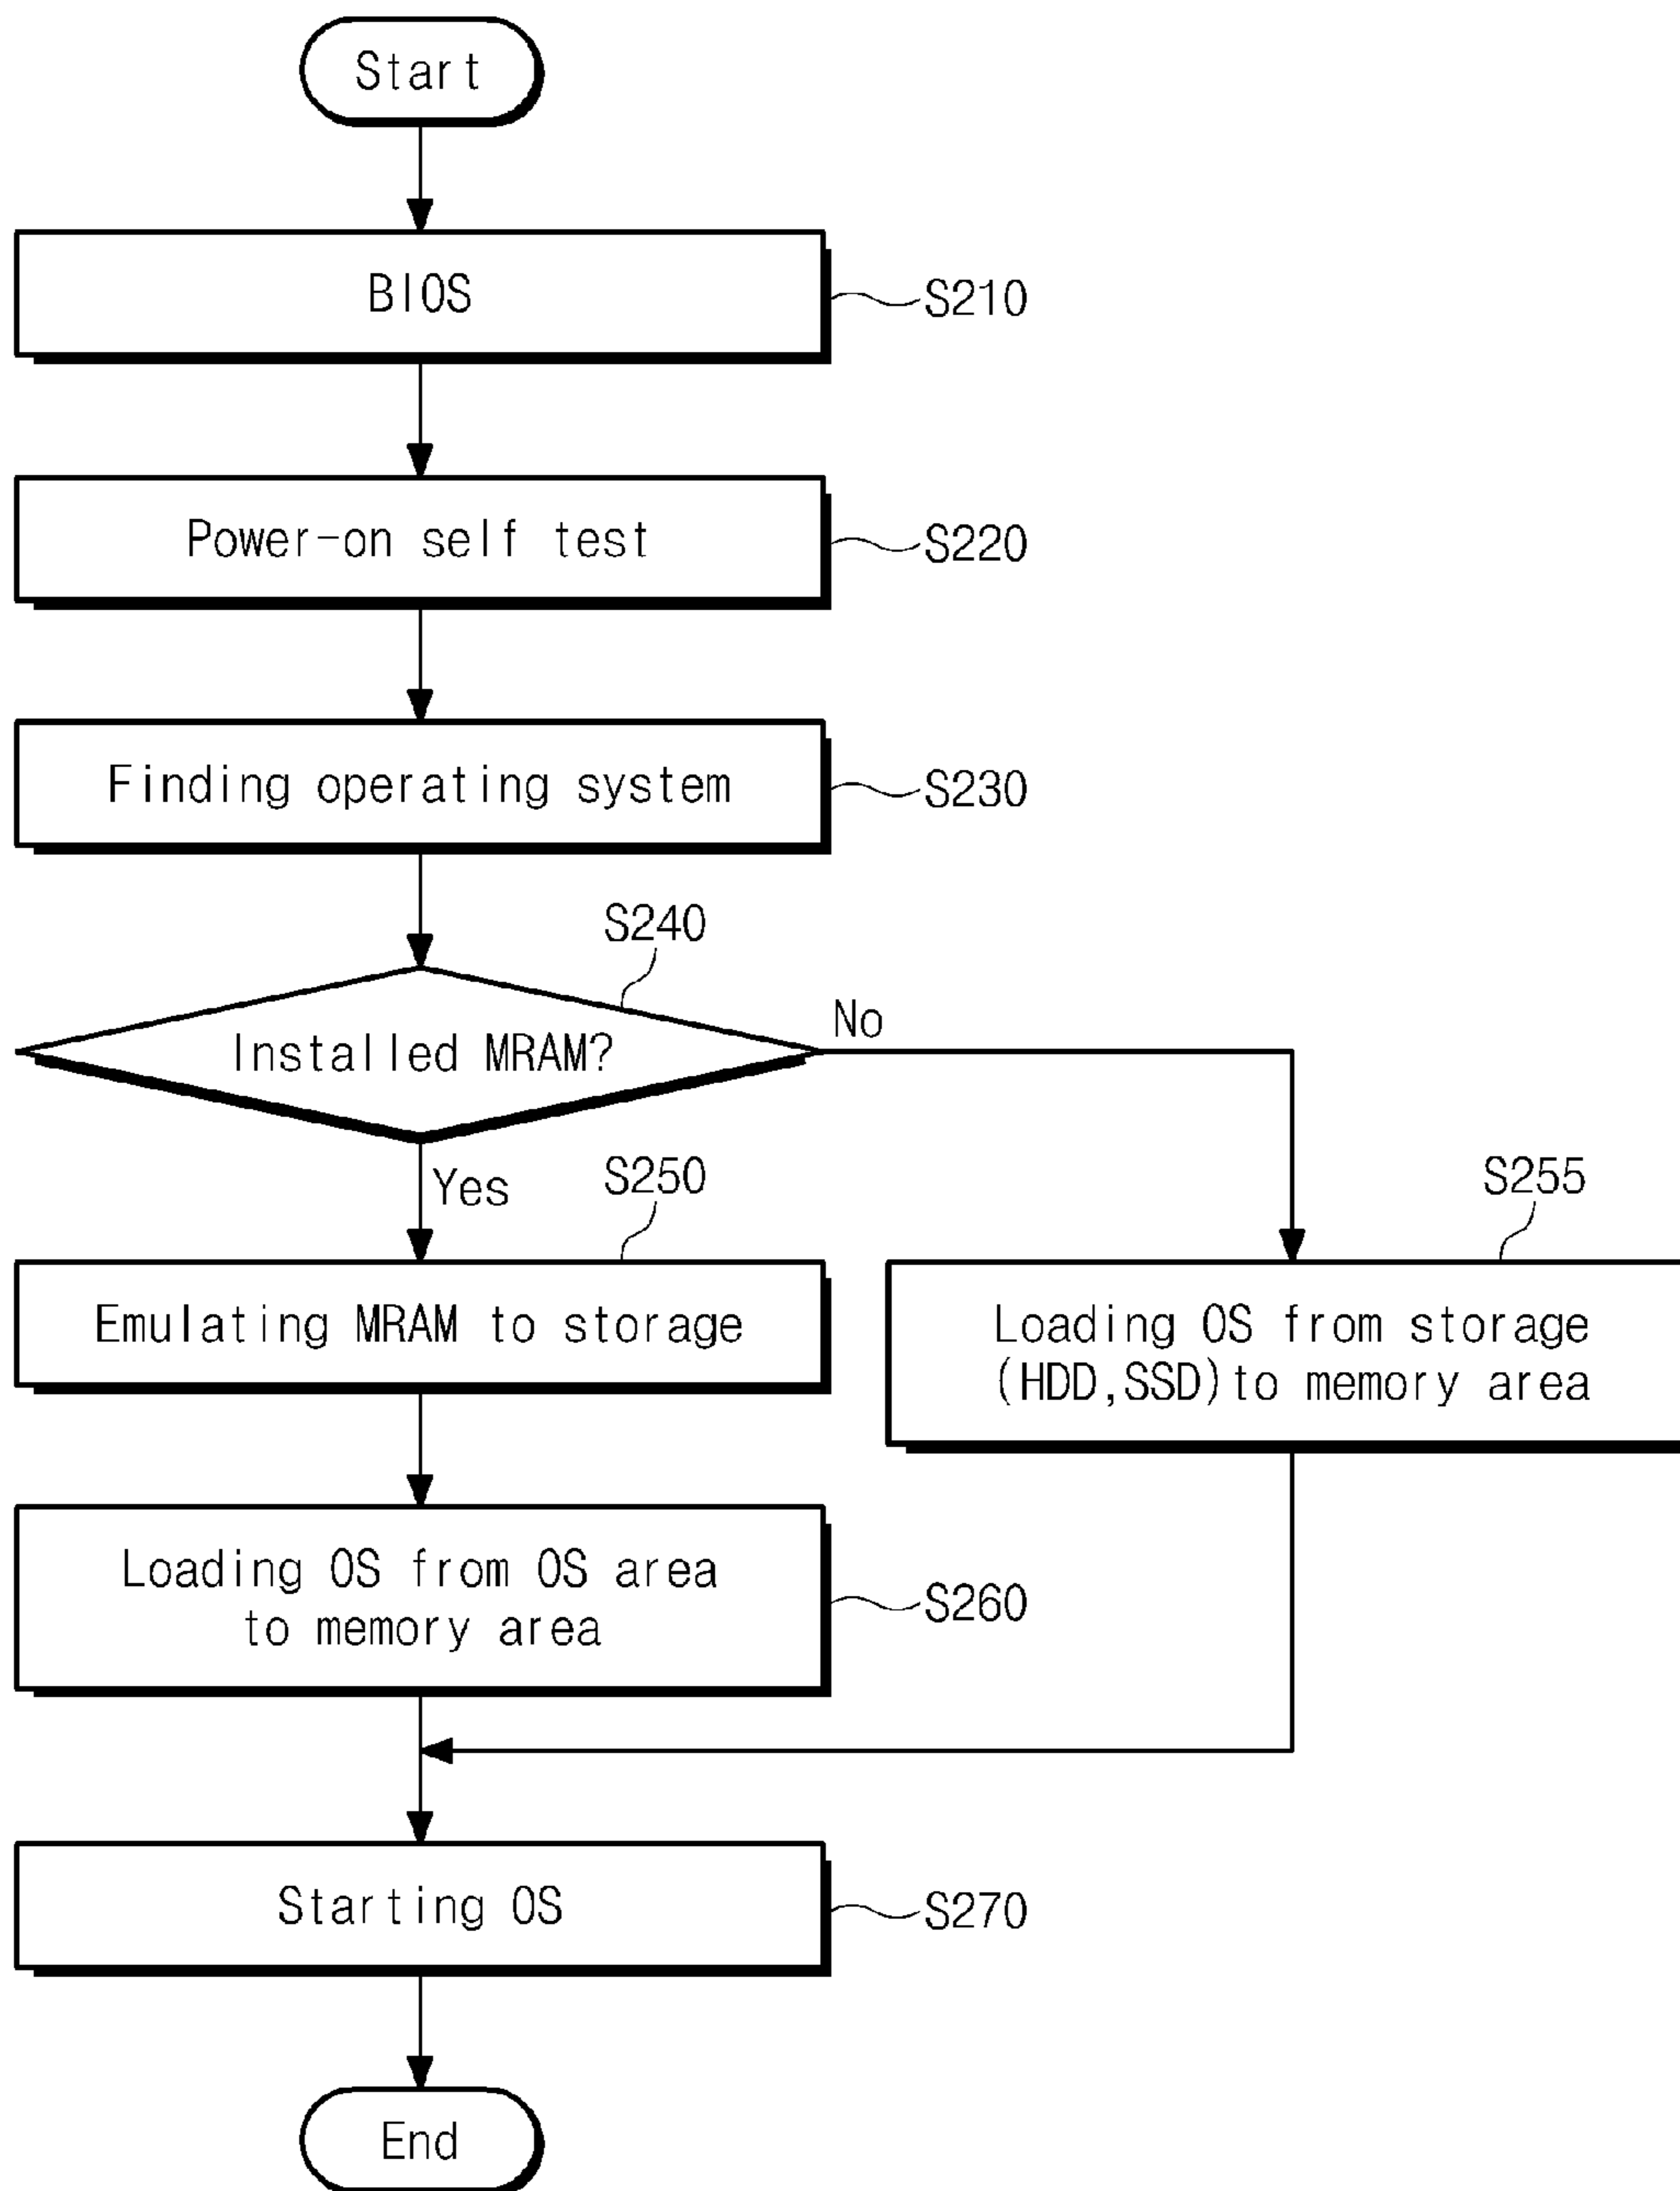 Start
BIOS
S210
Power-on self test
S220
Finding operating system
S230
S240
Installed MRAM?
No
Yes
S250
S255
Emulating MRAM to storage
Loading OS from storage
(HDD,SSD)to memory area
Loading OS from OS area
to memory area
S260
Starting OS
S270
End